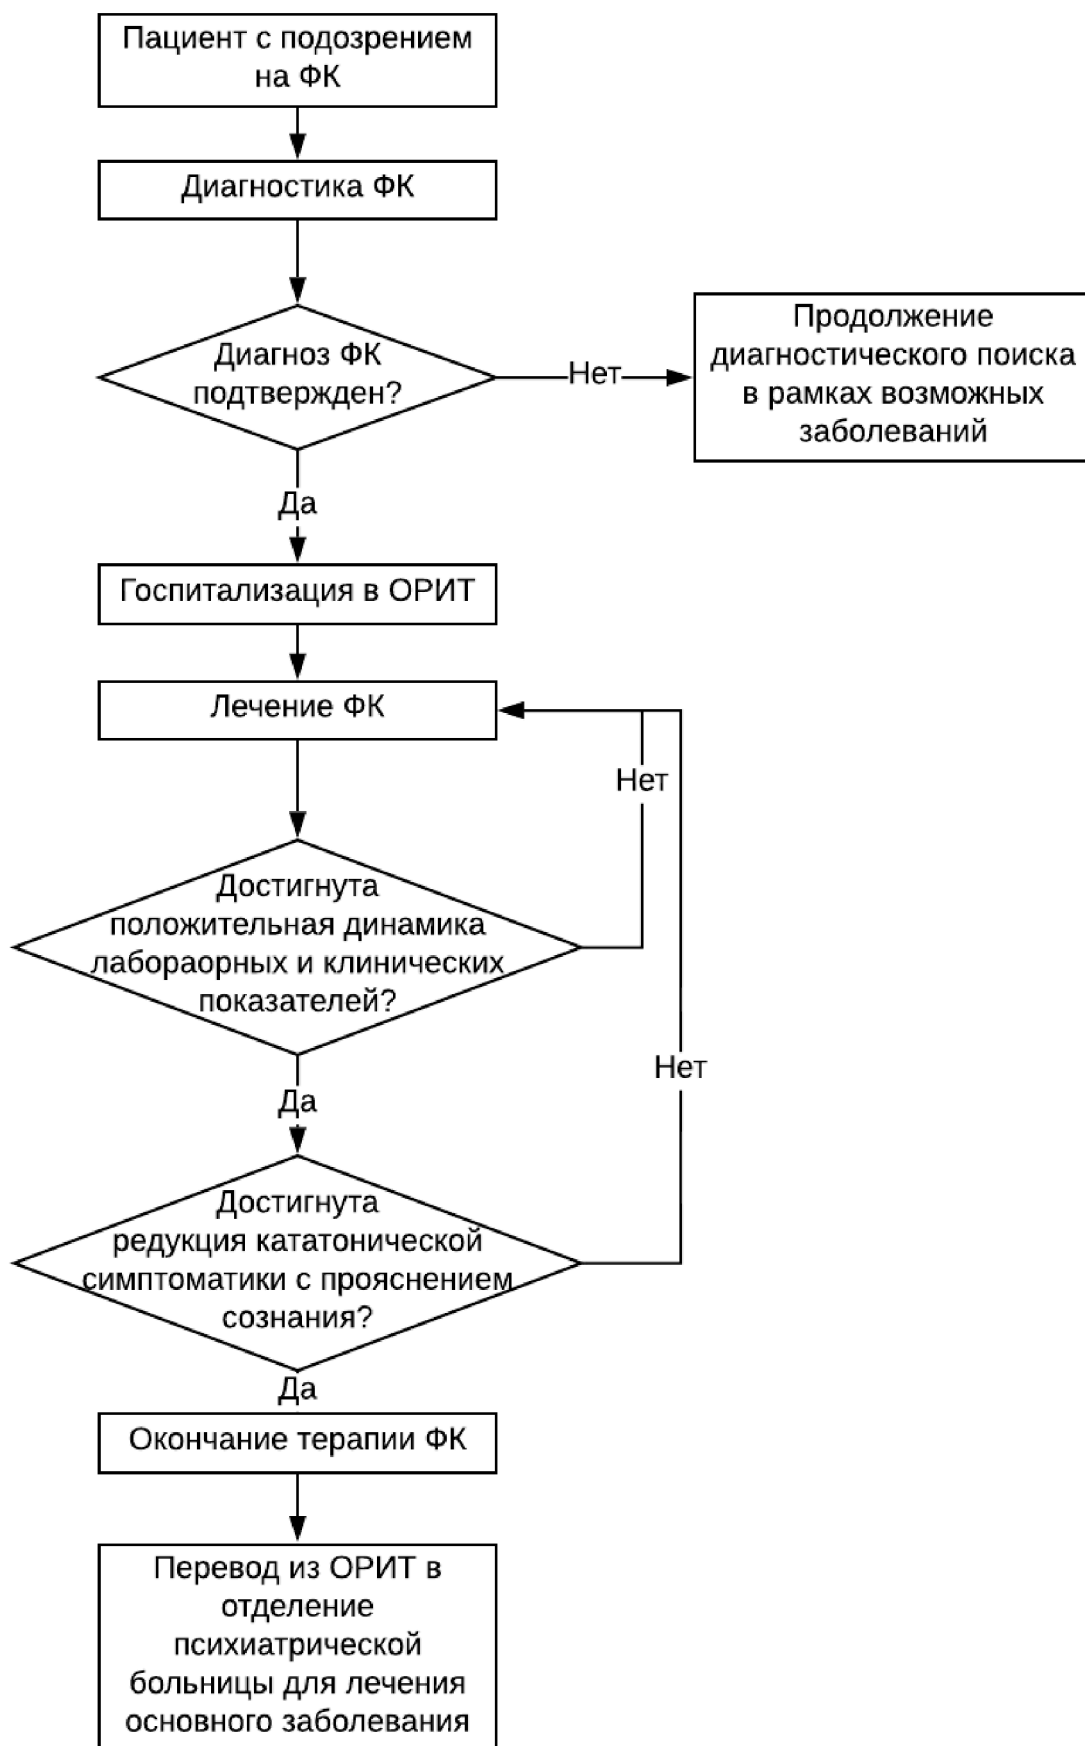 Пациент с подозрением
на ФК
Диагностика ФК
Диагноз ФК
подтвержден?
Нет
Продолжение
диагностического поиска
в рамках возможных
заболеваний
Да
Госпитализация в ОРИТ
Лечение ФК
Нет
Достигнута
положительная динамика
лабораорных и клинических
показателей?
Нет
Да
Достигнута
редукция кататонической
симптоматики с прояснением
сознания?
Да
Окончание терапии ФК
Перевод из ОРИТ в
отделение
психиатрической
больницы для лечения
основного заболевания